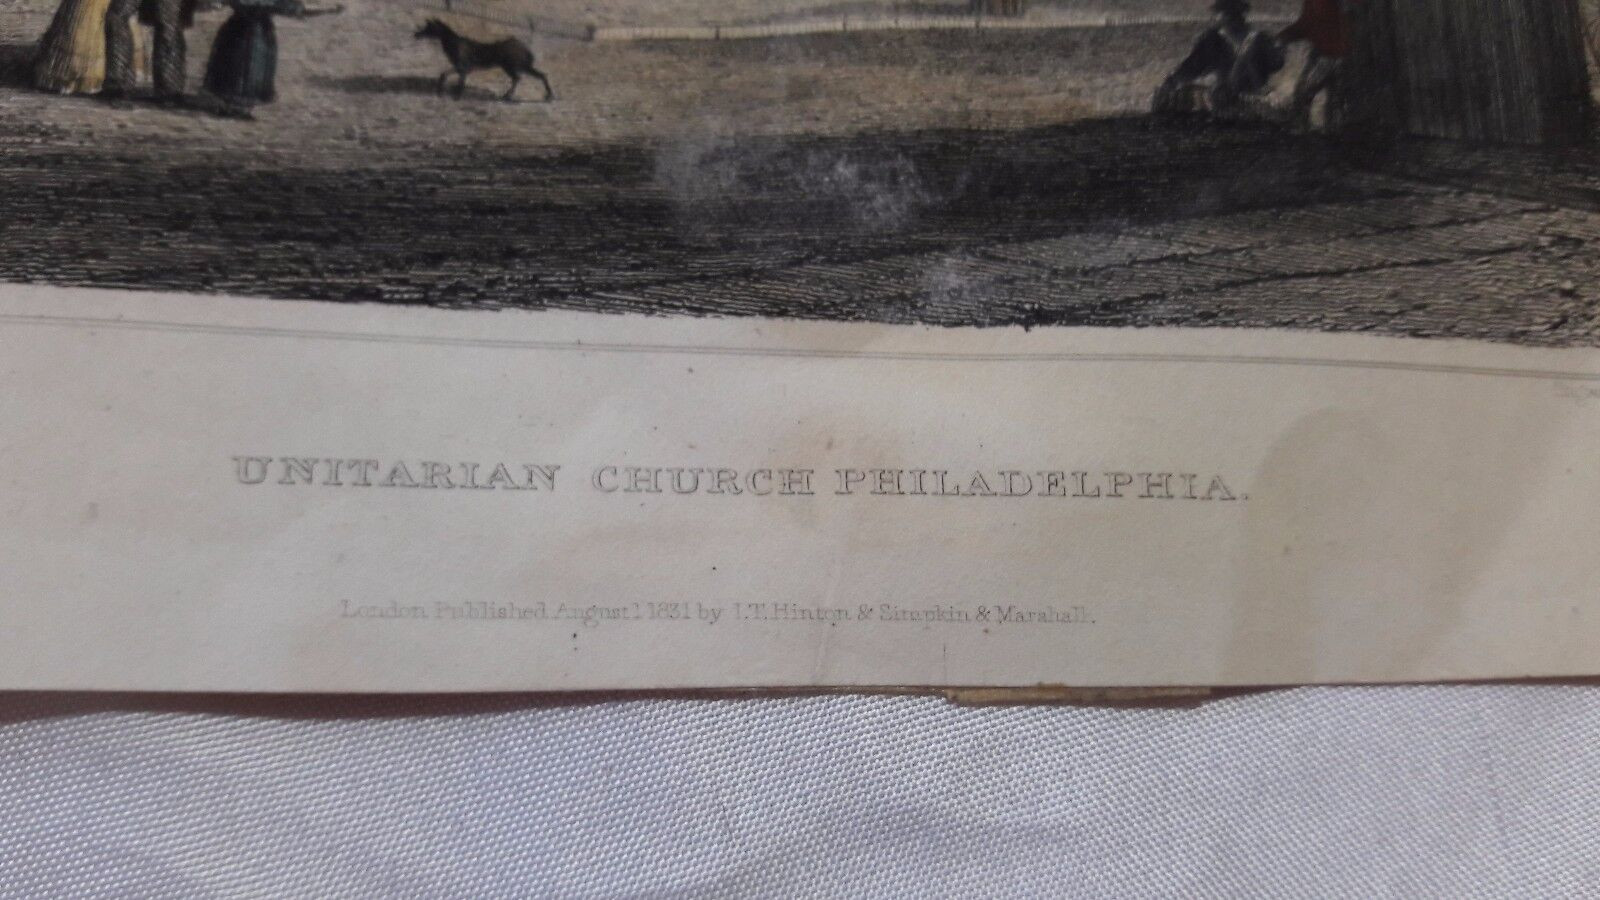 UNITARIAN CHURCH PHILADELPHIA.
London Published August 1 1831 by I.T. Hinton & Simpkin & Marshall.